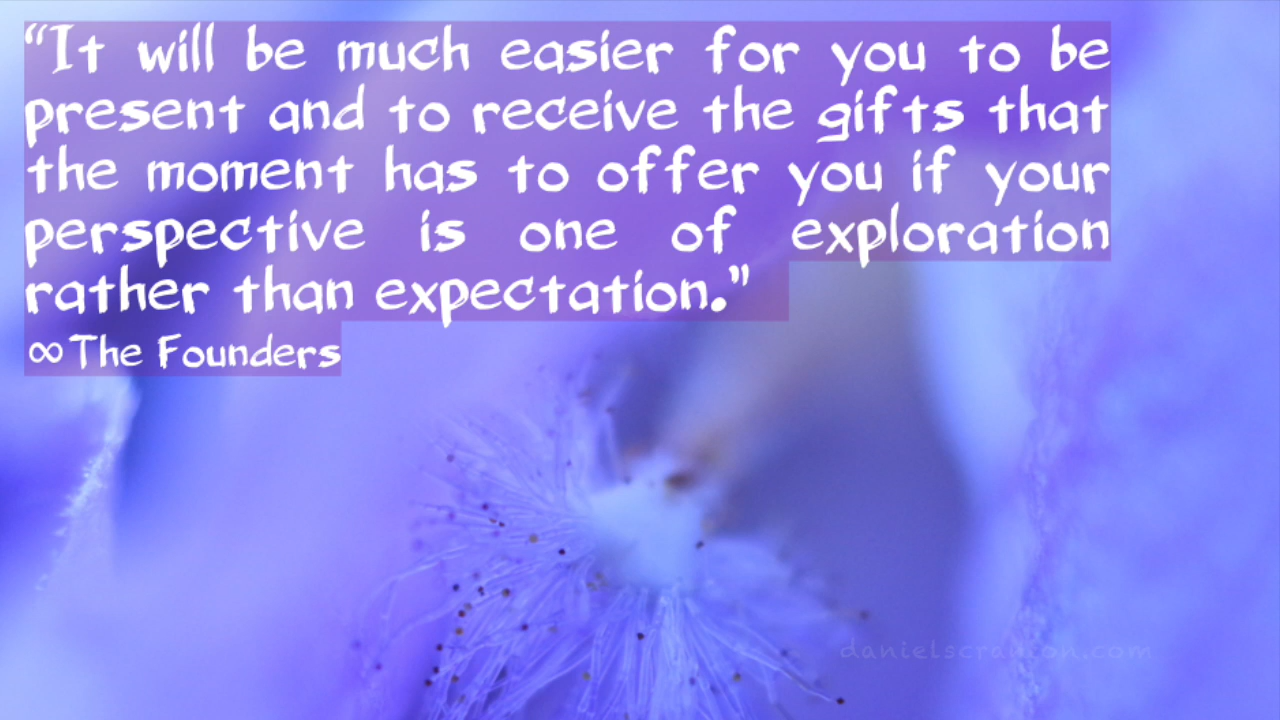 “It will be much easier for you to be
present and to receive the gifts that
the moment has to offer you if your
perspective is one of exploration
rather than expectation.”
∞The Founders
danielscranton.com